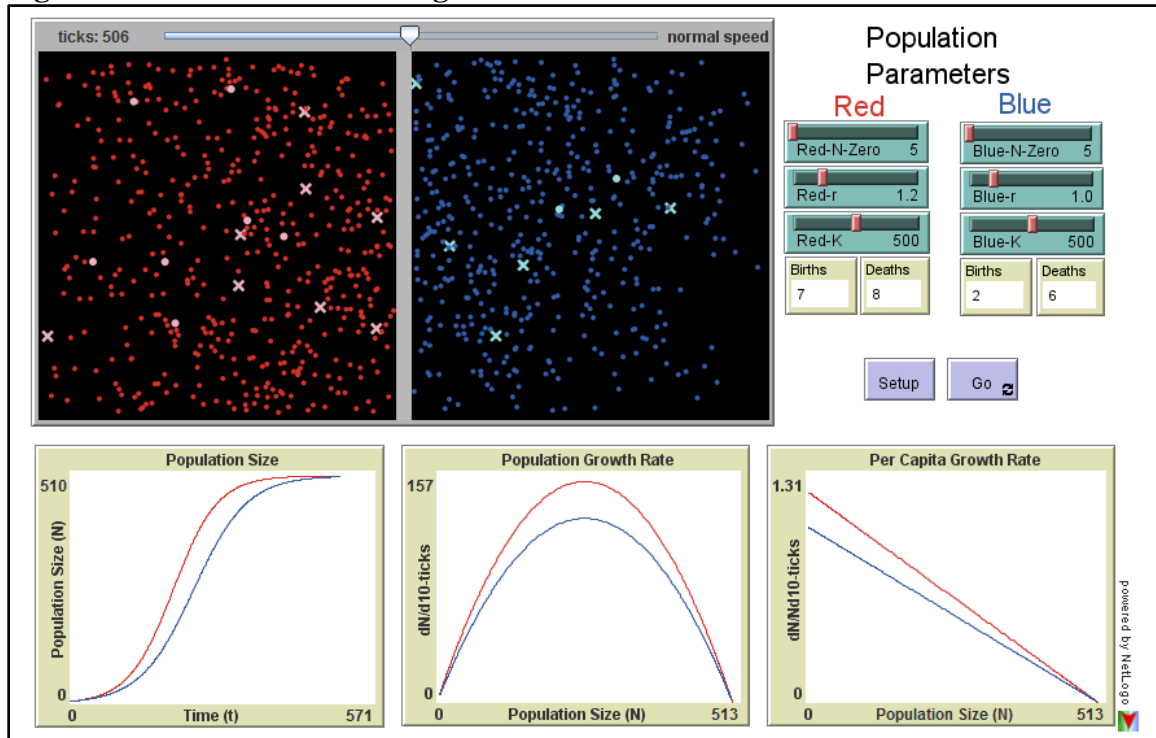 ticks: 506
normal speed
Population
Parameters
Red
Blue
Red-N-Zero 5
Blue-N-Zero 5
Red-r 1.2
Blue-r 1.0
Red-K 500
Blue-K 500
Births
Deaths
Births
Deaths
7
8
2
6
Setup
Go
Population Size
510
Population Size (N)
0
0
Time (t)
571
Population Growth Rate
157
dN/d10-ticks
0
0
Population Size (N)
513
Per Capita Growth Rate
1.31
dN/Nd10-ticks
0.00
0
Population Size (N)
513
powered by NetLogo